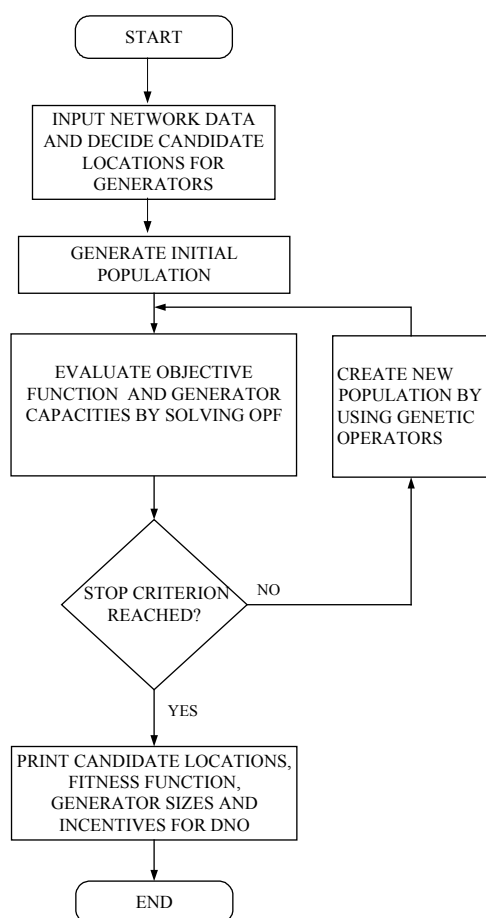 START
INPUT NETWORK DATA
AND DECIDE CANDIDATE
LOCATIONS FOR
GENERATORS
GENERATE INITIAL
POPULATION
EVALUATE OBJECTIVE
FUNCTION AND GENERATOR
CAPACITIES BY SOLVING OPF
CREATE NEW
POPULATION BY
USING GENETIC
OPERATORS
STOP CRITERION
REACHED?
NO
YES
PRINT CANDIDATE LOCATIONS,
FITNESS FUNCTION,
GENERATOR SIZES AND
INCENTIVES FOR DNO
END